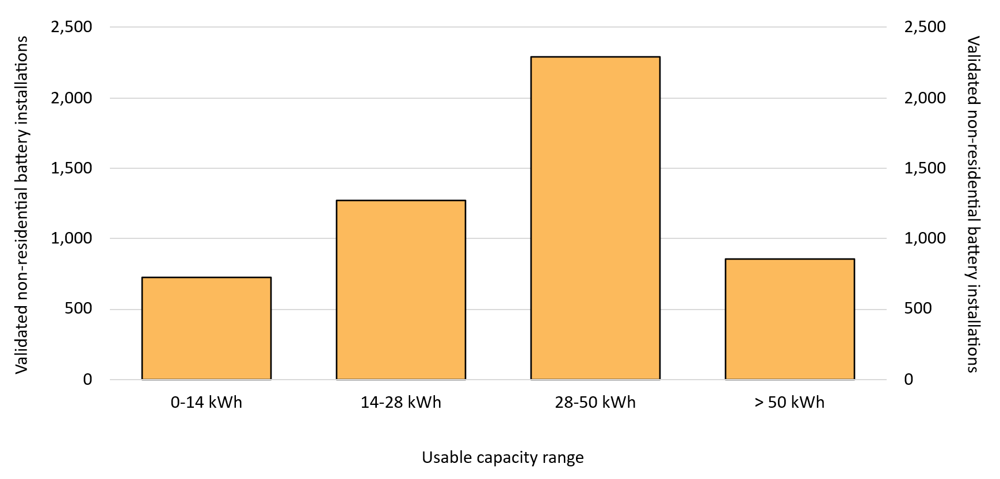 Validated non-residential battery installations
2,500
2,000
1,500
1,000
500
0
2,500
2,000
1,500
1,000
500
0
Validated non-residential battery installations
0-14 kWh
14-28 kWh
28-50 kWh
> 50 kWh
Usable capacity range